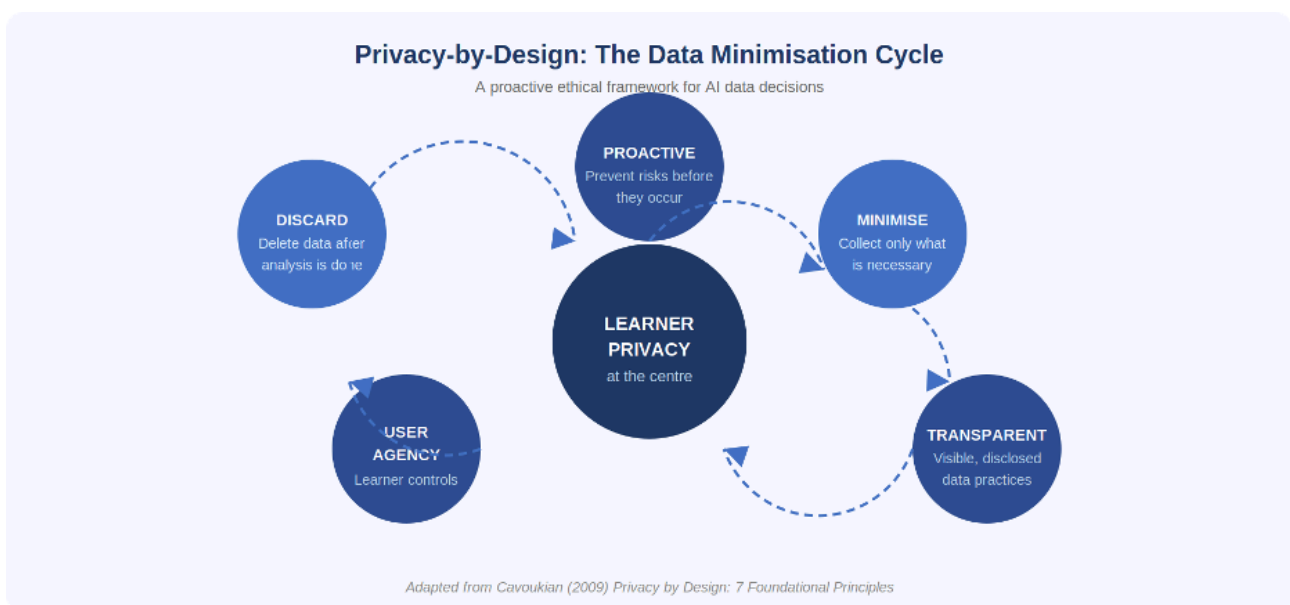 Privacy-by-Design: The Data Minimisation Cycle
A proactive ethical framework for AI data decisions
PROACTIVE
Prevent risks before
they occur
DISCARD
Delete data after
analysis is done
MINIMISE
Collect only what
is necessary
LEARNER
PRIVACY
at the centre
USER
AGENCY
Learner controls
TRANSPARENT
Visible, disclosed
data practices
Adapted from Cavoukian (2009) Privacy by Design: 7 Foundational Principles